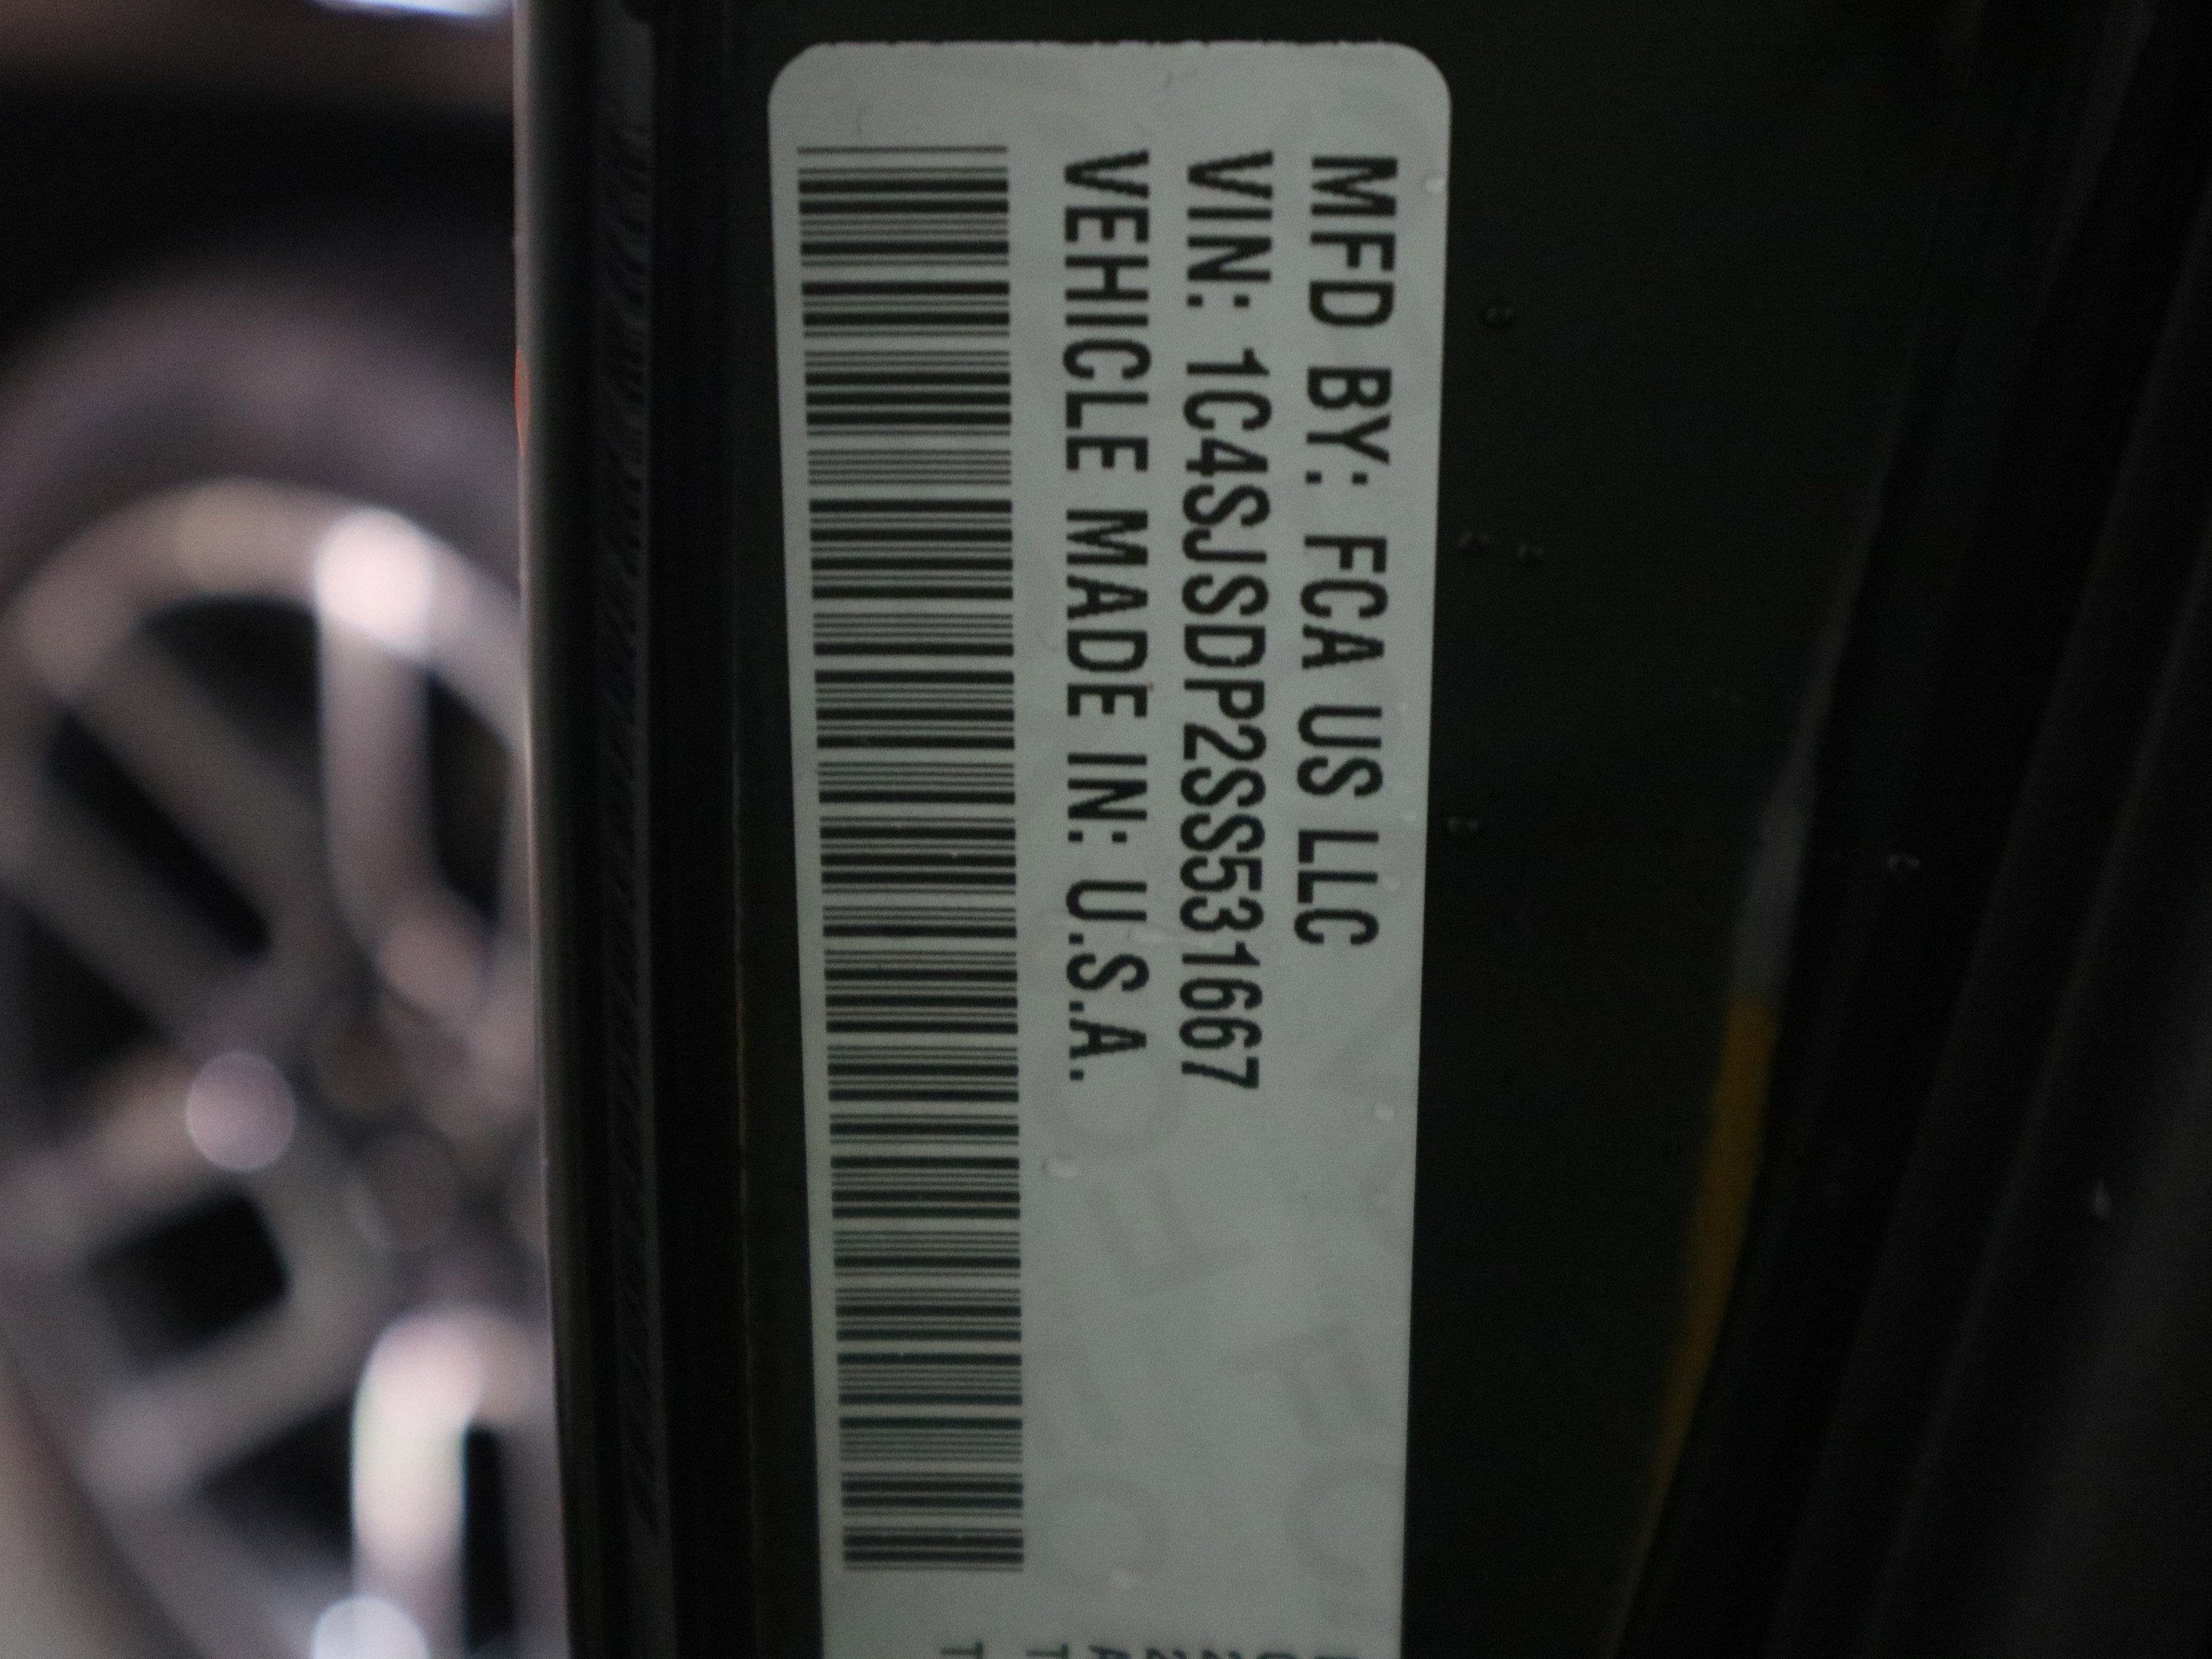 MFD BY: FCA US LLC
VIN: 1C4SJSDP2SS531667
VEHICLE MADE IN: U.S.A.